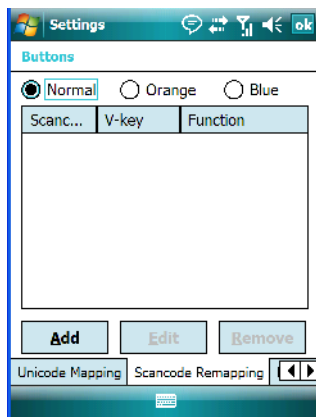 Settings ok
Buttons
Normal Orange Blue
Scanc... V-key Function
Add Edit Remove
Unicode Mapping Scancode Remapping